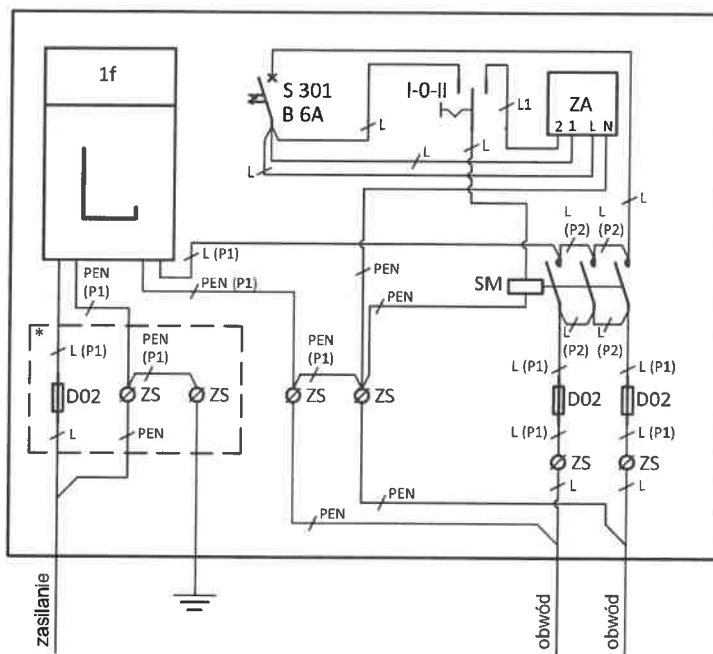 1f
S 301
B 6A
I-0-II
L1
ZA
2 1 L N
L
L
L
L
L
L
(P2)
L
(P2)
L (P1)
PEN
(P1)
PEN (P1)
PEN
PEN
SM
L
(P2)
L
(P2)
*
L (P1)
PEN
(P1)
PEN
(P1)
L (P1)
L (P1)
D02
ZS
ZS
ZS
ZS
D02
D02
L
PEN
L (P1)
L (P1)
ZS
ZS
L
L
PEN
PEN
zasilanie
obwód
obwód